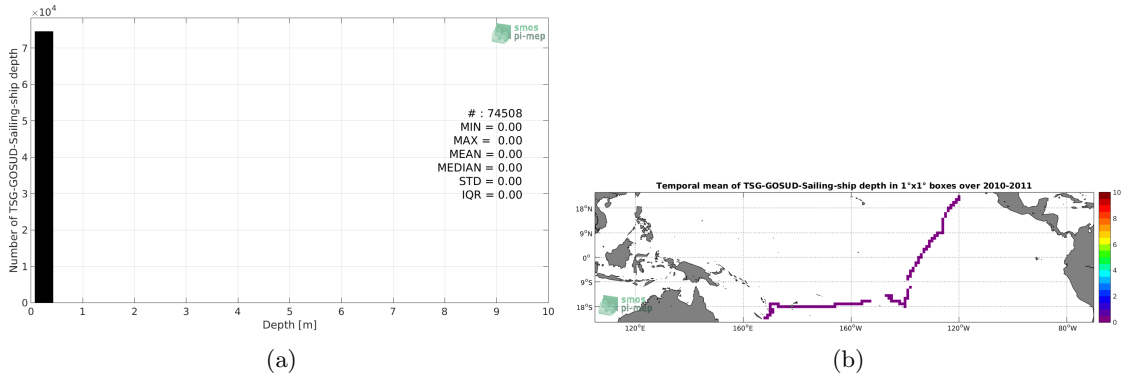 ×10⁴
7
6
5
4
3
2
1
0
Number of TSG-GOSUD-Sailing-ship depth
smos
pi-mep
# : 74508
MIN = 0.00
MAX = 0.00
MEAN = 0.00
MEDIAN = 0.00
STD = 0.00
IQR = 0.00
0 1 2 3 4 5 6 7 8 9 10
Depth [m]
(a)
Temporal mean of TSG-GOSUD-Sailing-ship depth in 1°x1° boxes over 2010-2011
18°N
9°N
0°
9°S
18°S
smos
pi-mep
120°E 160°E 160°W 120°W 80°W
10
8
6
4
2
0
(b)